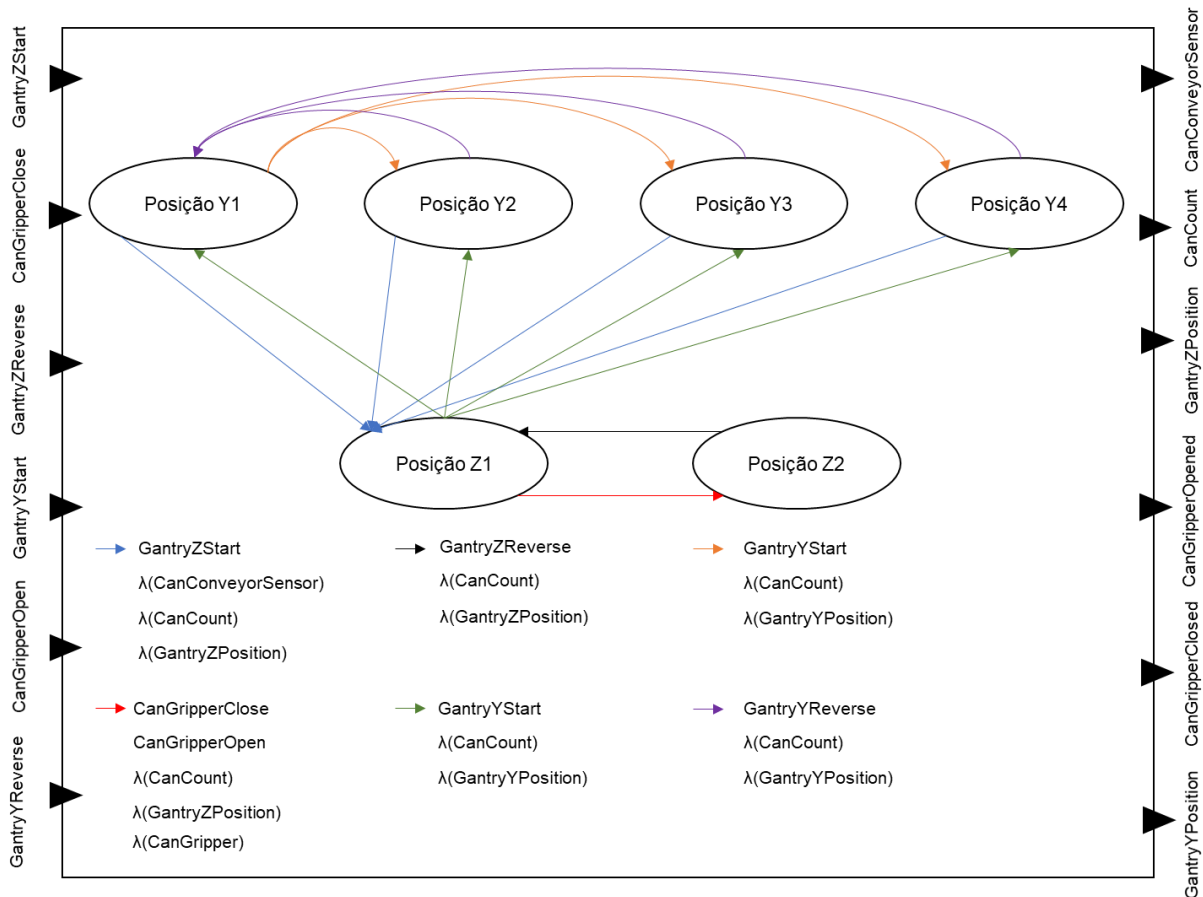 GantryZStart
CanGripperClose
GantryZReverse
GantryYStart
CanGripperOpen
GantryYReverse
Posição Y1
Posição Y2
Posição Y3
Posição Y4
Posição Z1
Posição Z2
GantryZStart
λ(CanConveyorSensor)
λ(CanCount)
λ(GantryZPosition)
GantryZReverse
λ(CanCount)
λ(GantryZPosition)
GantryYStart
λ(CanCount)
λ(GantryYPosition)
CanGripperClose
CanGripperOpen
λ(CanCount)
λ(GantryZPosition)
λ(CanGripper)
GantryYStart
λ(CanCount)
λ(GantryYPosition)
GantryYReverse
λ(CanCount)
λ(GantryYPosition)
CanConveyorSensor
CanCount
GantryZPosition
CanGripperOpened
CanGripperClosed
GantryYPosition